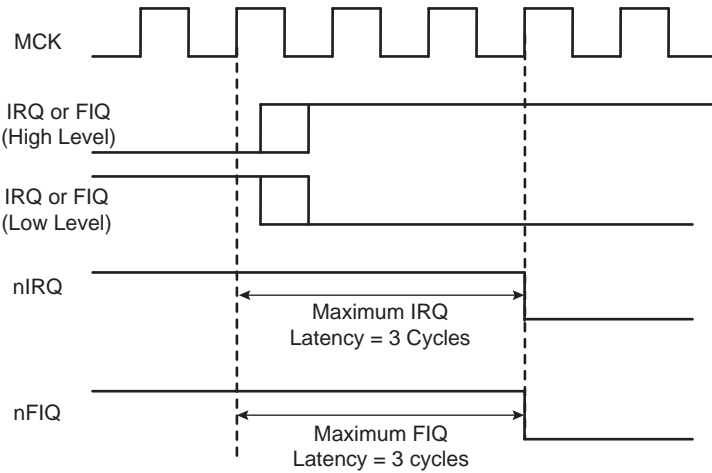 MCK
IRQ or FIQ
(High Level)
IRQ or FIQ
(Low Level)
nIRQ
Maximum IRQ
Latency = 3 Cycles
nFIQ
Maximum FIQ
Latency = 3 cycles